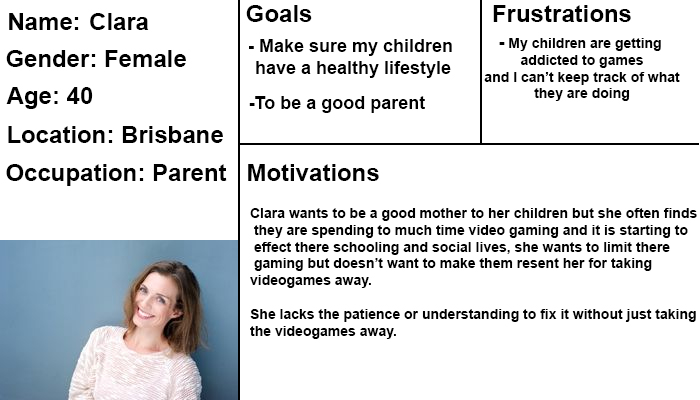 Name: Clara
Gender: Female
Age: 40
Location: Brisbane
Occupation: Parent
Goals
- Make sure my children
have a healthy lifestyle
-To be a good parent
Frustrations
- My children are getting
addicted to games
and I can't keep track of what
they are doing
Motivations
Clara wants to be a good mother to her children but she often finds
they are spending to much time video gaming and it is starting to
effect there schooling and social lives, she wants to limit there
gaming but doesn't want to make them resent her for taking
videogames away.
She lacks the patience or understanding to fix it without just taking
the videogames away.